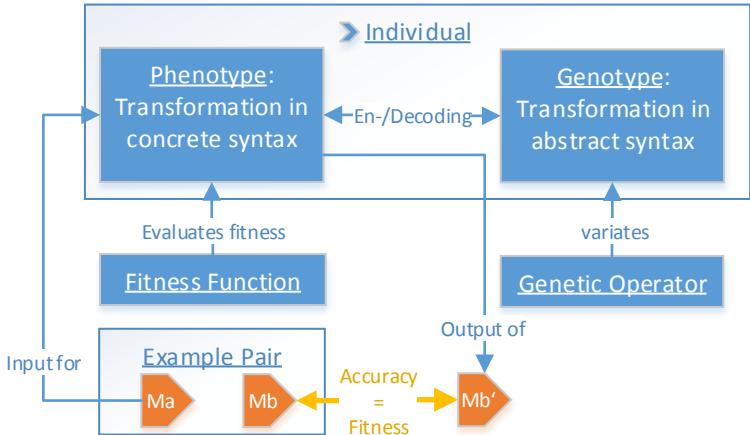 Individual
Phenotype:
Transformation in
concrete syntax
En-/Decoding
Genotype:
Transformation in
abstract syntax
Evaluates fitness
variates
Fitness Function
Genetic Operator
Input for
Example Pair
Ma
Mb
Accuracy
=
Fitness
Output of
Mb‘